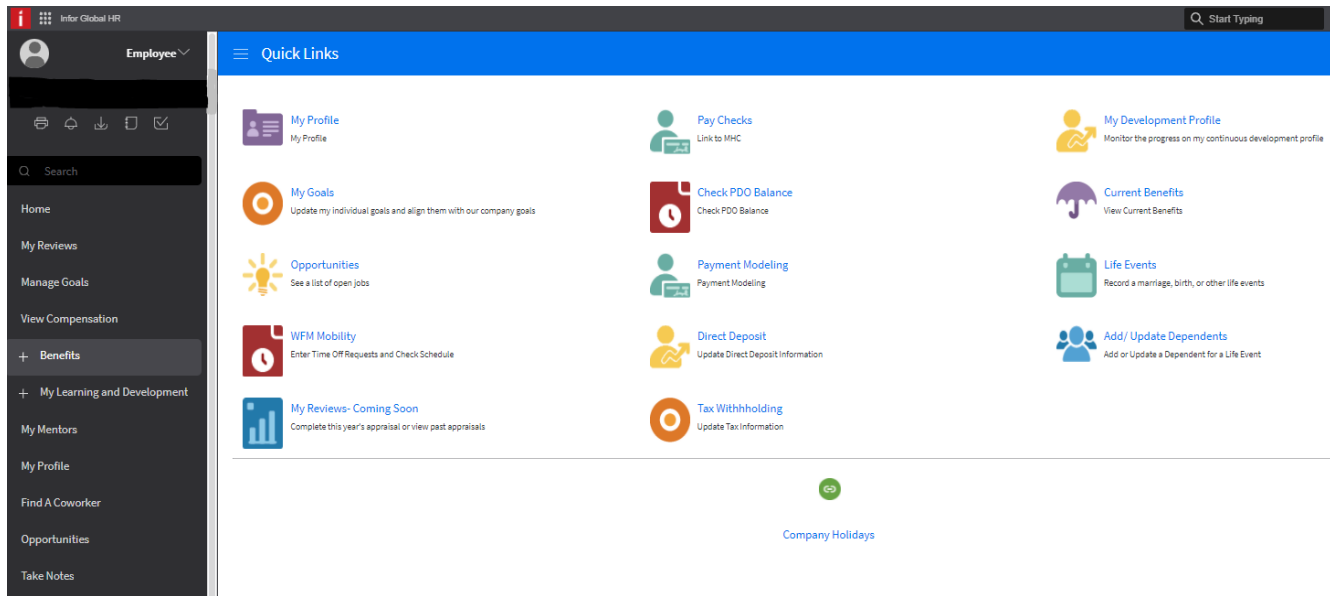 Infor Global HR
Start Typing
Employee
Search
Home
My Reviews
Manage Goals
View Compensation
+ Benefits
+ My Learning and Development
My Mentors
My Profile
Find A Coworker
Opportunities
Take Notes
Quick Links
My Profile
My Profile
Pay Checks
Link to MHC
My Development Profile
Monitor the progress on my continuous development profile
My Goals
Update my individual goals and align them with our company goals
Check PDO Balance
Check PDO Balance
Current Benefits
View Current Benefits
Opportunities
See a list of open jobs
Payment Modeling
Payment Modeling
Life Events
Record a marriage, birth, or other life events
WFM Mobility
Enter Time Off Requests and Check Schedule
Direct Deposit
Update Direct Deposit Information
Add/ Update Dependents
Add or Update a Dependent for a Life Event
My Reviews- Coming Soon
Complete this year's appraisal or view past appraisals
Tax Withhholding
Update Tax Information
Company Holidays